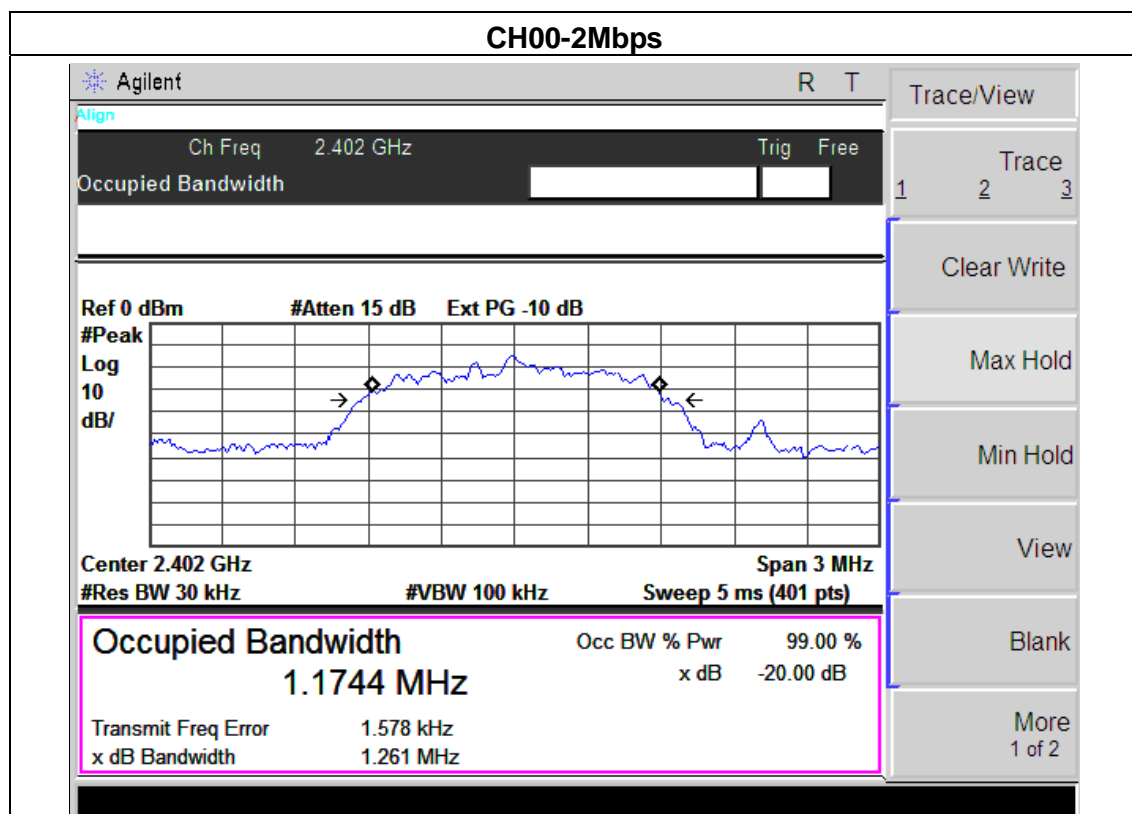 CH00-2Mbps
Agilent R T
Align
Ch Freq 2.402 GHz Trig Free
Occupied Bandwidth
Ref 0 dBm #Atten 15 dB Ext PG -10 dB
#Peak
Log
10
dB/
Center 2.402 GHz Span 3 MHz
#Res BW 30 kHz #VBW 100 kHz Sweep 5 ms (401 pts)
Occupied Bandwidth Occ BW % Pwr 99.00 %
1.1744 MHz x dB -20.00 dB
Transmit Freq Error 1.578 kHz
x dB Bandwidth 1.261 MHz
Trace/View
Trace
1 2 3
Clear Write
Max Hold
Min Hold
View
Blank
More
1 of 2